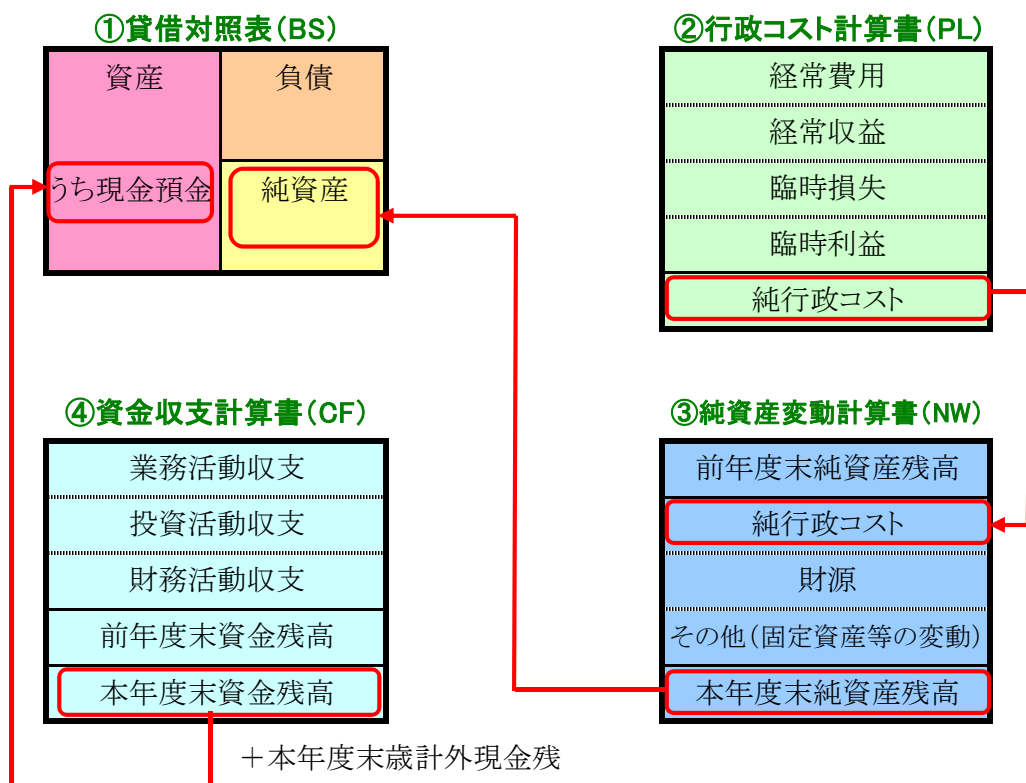 ①貸借対照表(BS)
資産
負債
うち現金預金
純資産
②行政コスト計算書(PL)
経常費用
経常収益
臨時損失
臨時利益
純行政コスト
④資金収支計算書(CF)
業務活動収支
投資活動収支
財務活動収支
前年度末資金残高
本年度末資金残高
＋本年度末歳計外現金残
③純資産変動計算書(NW)
前年度末純資産残高
純行政コスト
財源
その他(固定資産等の変動)
本年度末純資産残高